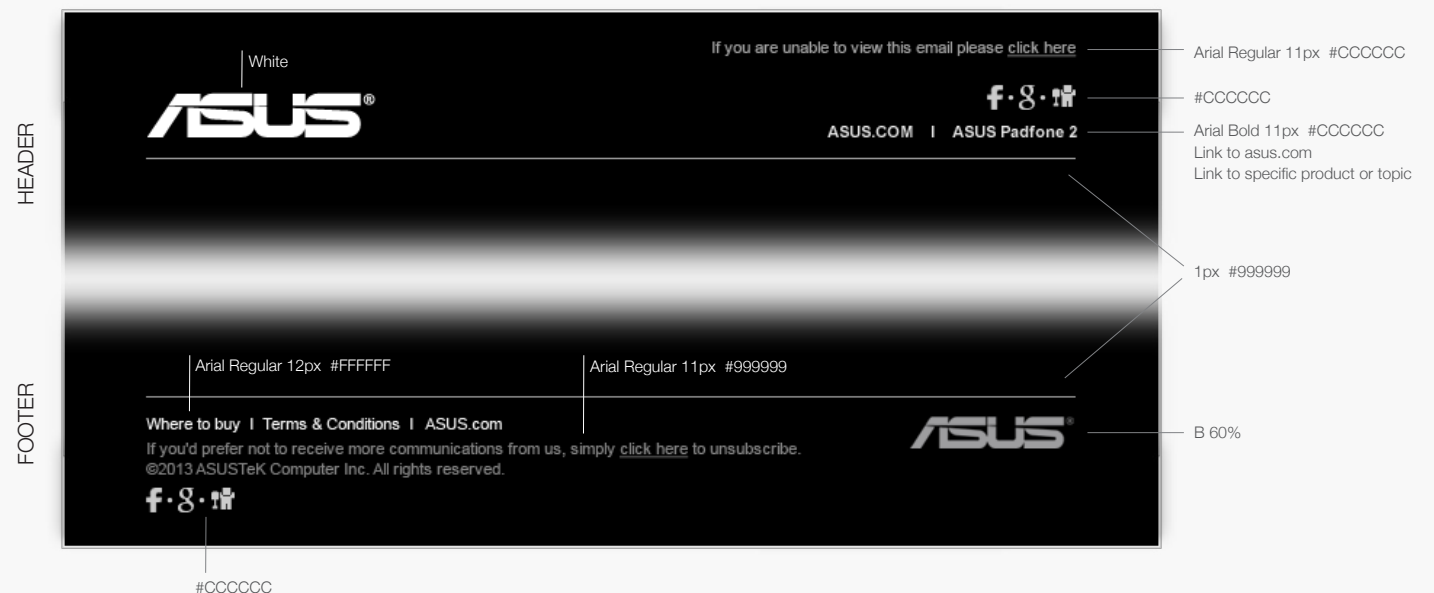 If you are unable to view this email please click here
Arial Regular 11px #CCCCCC
White
ASUS®
f · g ·
#CCCCCC
HEADER
ASUS.COM I ASUS Padfone 2
Arial Bold 11px #CCCCCC
Link to asus.com
Link to specific product or topic
1px #999999
Arial Regular 12px #FFFFFF
Arial Regular 11px #999999
FOOTER
Where to buy I Terms & Conditions I ASUS.com
ASUS®
B 60%
If you'd prefer not to receive more communications from us, simply click here to unsubscribe.
©2013 ASUSTeK Computer Inc. All rights reserved.
f · g ·
#CCCCCC